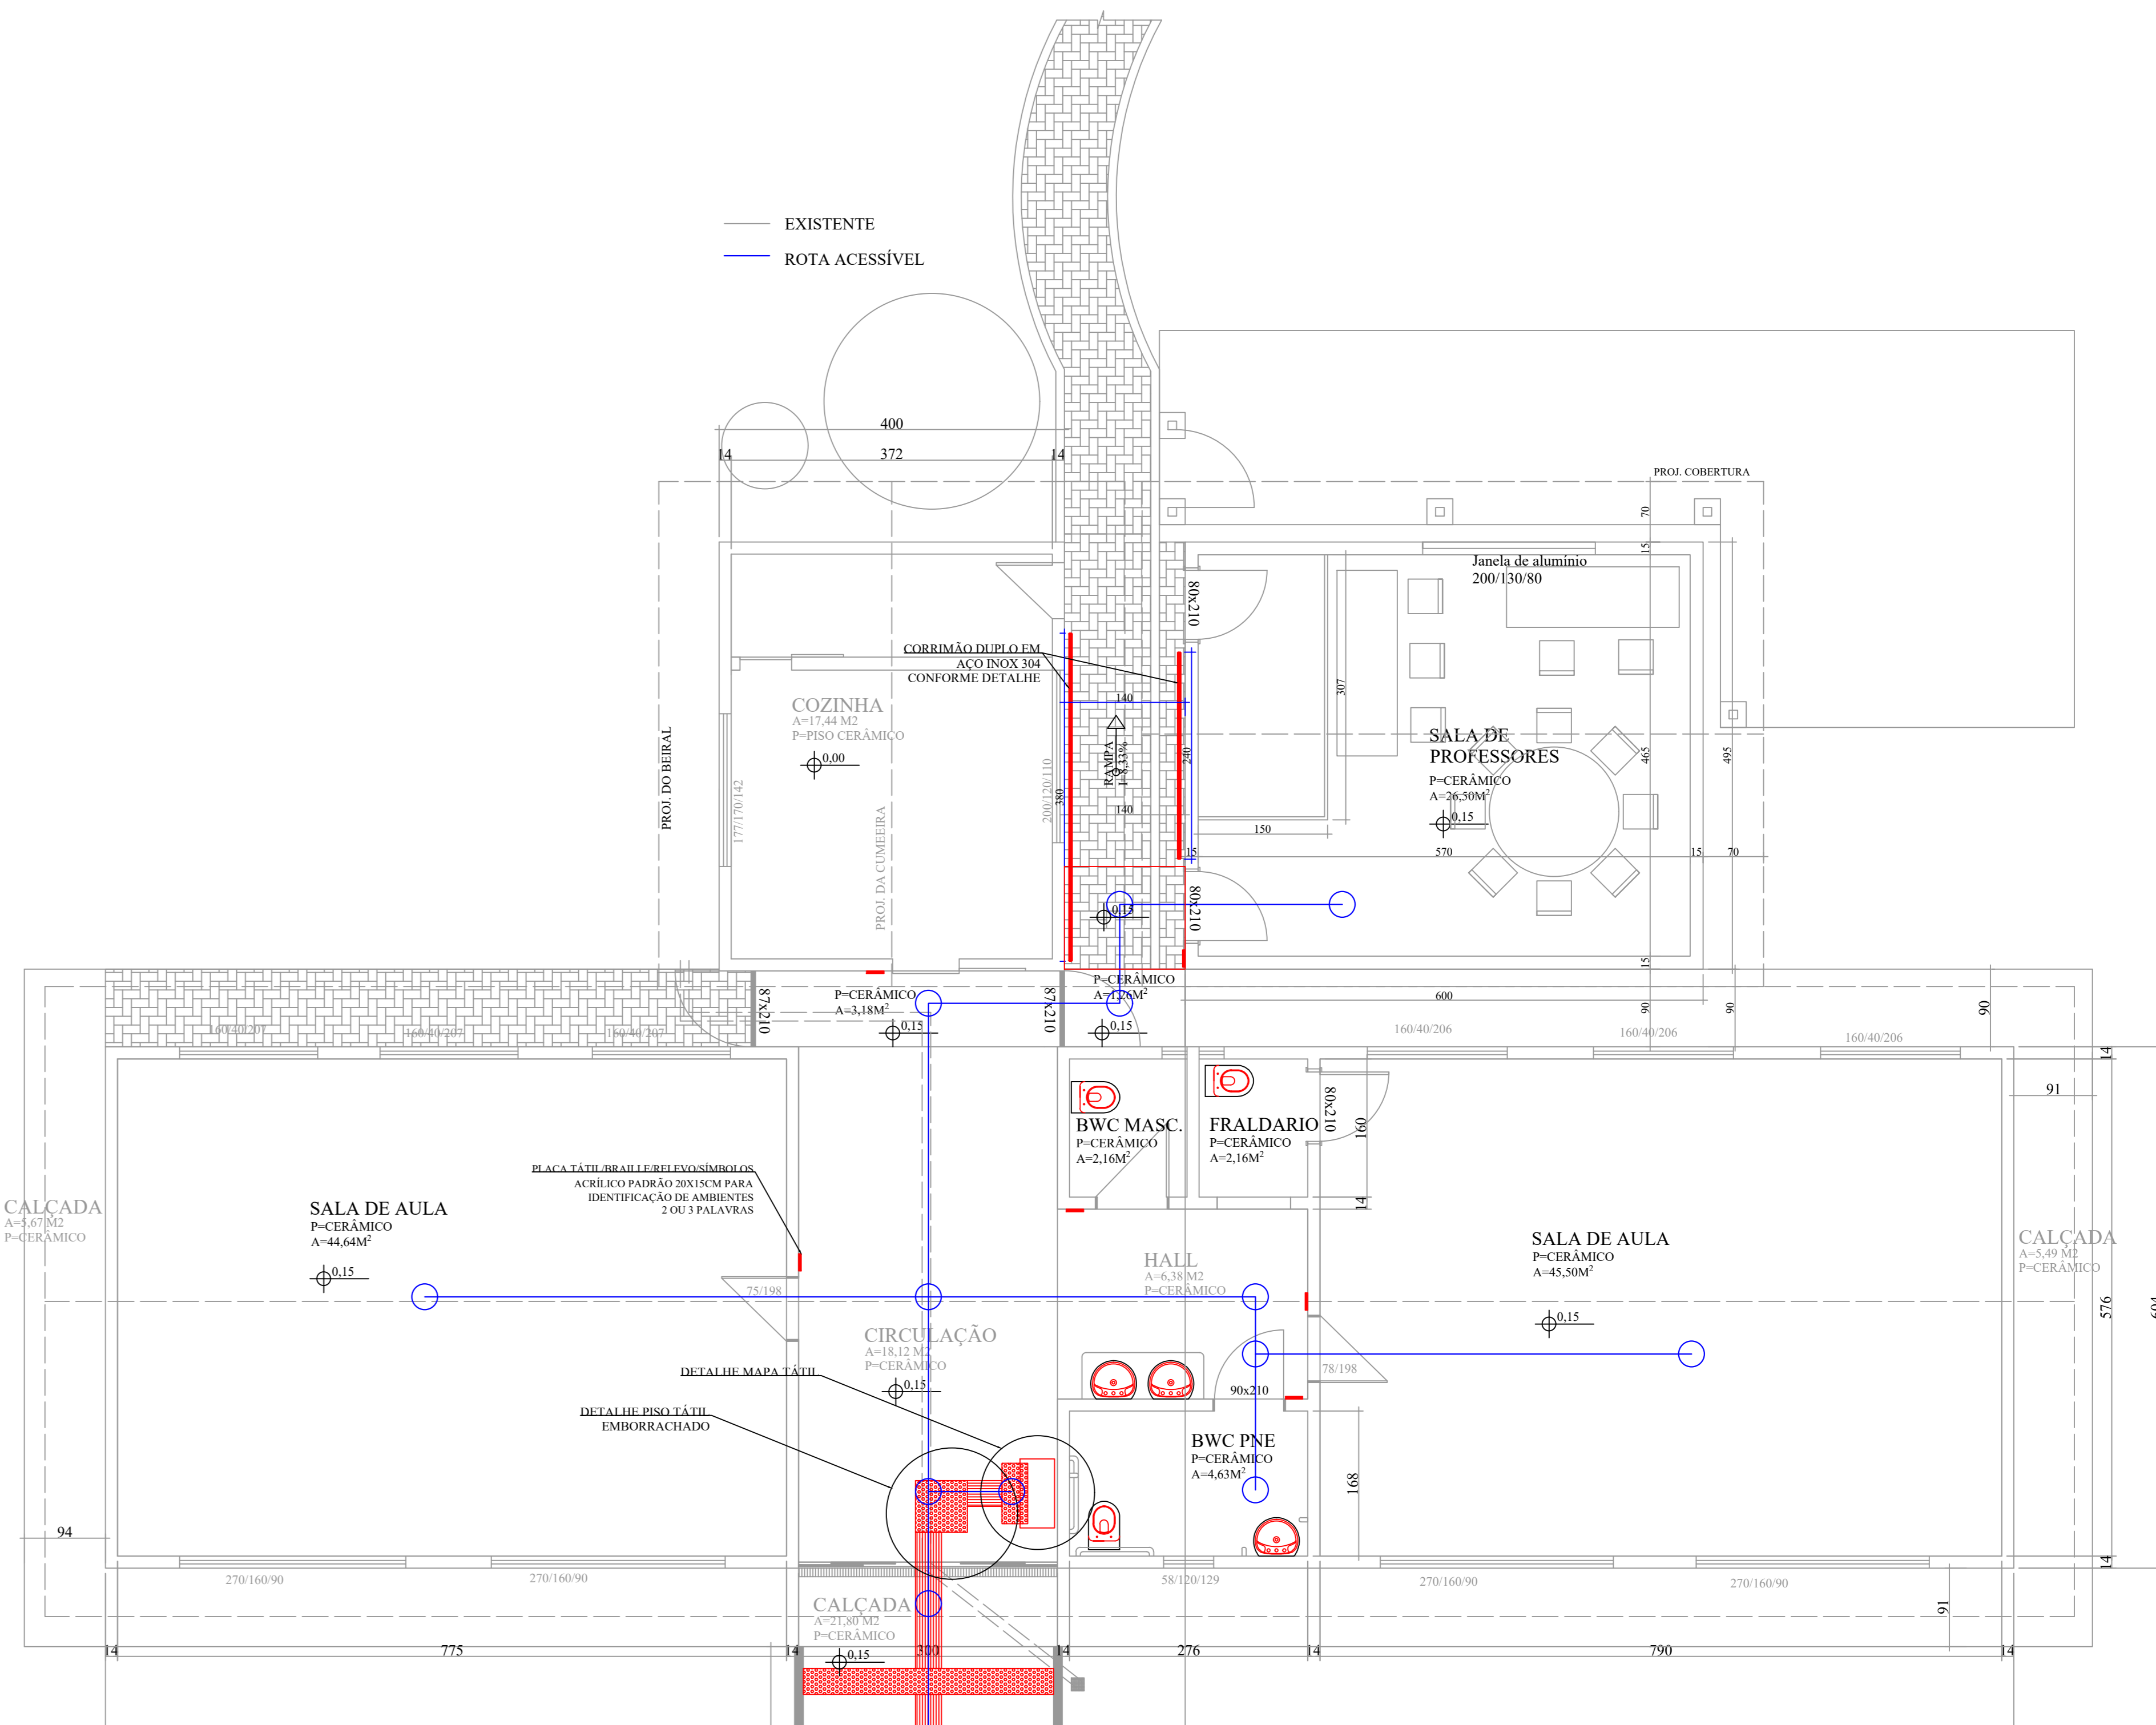 EXISTENTE
ROTA ACESSÍVEL
400
14
372
14
PROJ. COBERTURA
70
15
Janela de alumínio
200/130/80
80x210
CORRIMÃO DUPLO EM
AÇO INOX 304
CONFORME DETALHE
307
140
COZINHA
A=17,44 M2
P=PISO CERÂMICO
0,00
PROJ. DO BEIRAL
177/170/142
PROJ. DA CUMEEIRA
200/120/110
380
RAMPA
I=8,33%
240
140
SALA DE
PROFESSORES
P=CERÂMICO
A=26,50M²
0,15
465
495
150
15
570
15
70
80x210
0,15
15
P=CERÂMICO
A=1,26M²
0,15
P=CERÂMICO
A=3,18M²
0,15
87x210
87x210
600
90
90
90
160/40/207
160/40/207
160/40/207
160/40/206
160/40/206
160/40/206
14
91
BWC MASC.
P=CERÂMICO
A=2,16M²
FRALDARIO
P=CERÂMICO
A=2,16M²
80x210
160
14
PLACA TÁTIL/BRAILLE/RELEVO/SÍMBOLOS
ACRÍLICO PADRÃO 20X15CM PARA
IDENTIFICAÇÃO DE AMBIENTES
2 OU 3 PALAVRAS
CALÇADA
A=5,67 M2
P=CERÂMICO
SALA DE AULA
P=CERÂMICO
A=44,64M²
0,15
75/198
HALL
A=6,38 M2
P=CERÂMICO
SALA DE AULA
P=CERÂMICO
A=45,50M²
0,15
CALÇADA
A=5,49 M2
P=CERÂMICO
576
CIRCULAÇÃO
A=18,12 M2
P=CERÂMICO
0,15
DETALHE MAPA TÁTIL
DETALHE PISO TÁTIL
EMBORRACHADO
78/198
90x210
BWC PNE
P=CERÂMICO
A=4,63M²
168
94
14
270/160/90
270/160/90
58/120/129
270/160/90
270/160/90
91
CALÇADA
A=21,80 M2
P=CERÂMICO
0,15
14
775
14
300
14
276
14
790
14